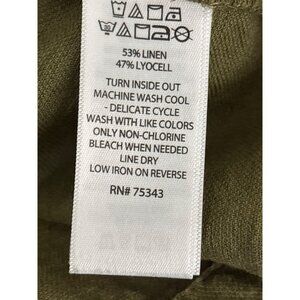 53% LINEN
47% LYOCELL
TURN INSIDE OUT
MACHINE WASH COOL
- DELICATE CYCLE
WASH WITH LIKE COLORS
ONLY NON-CHLORINE
BLEACH WHEN NEEDED
LINE DRY
LOW IRON ON REVERSE
RN# 75343